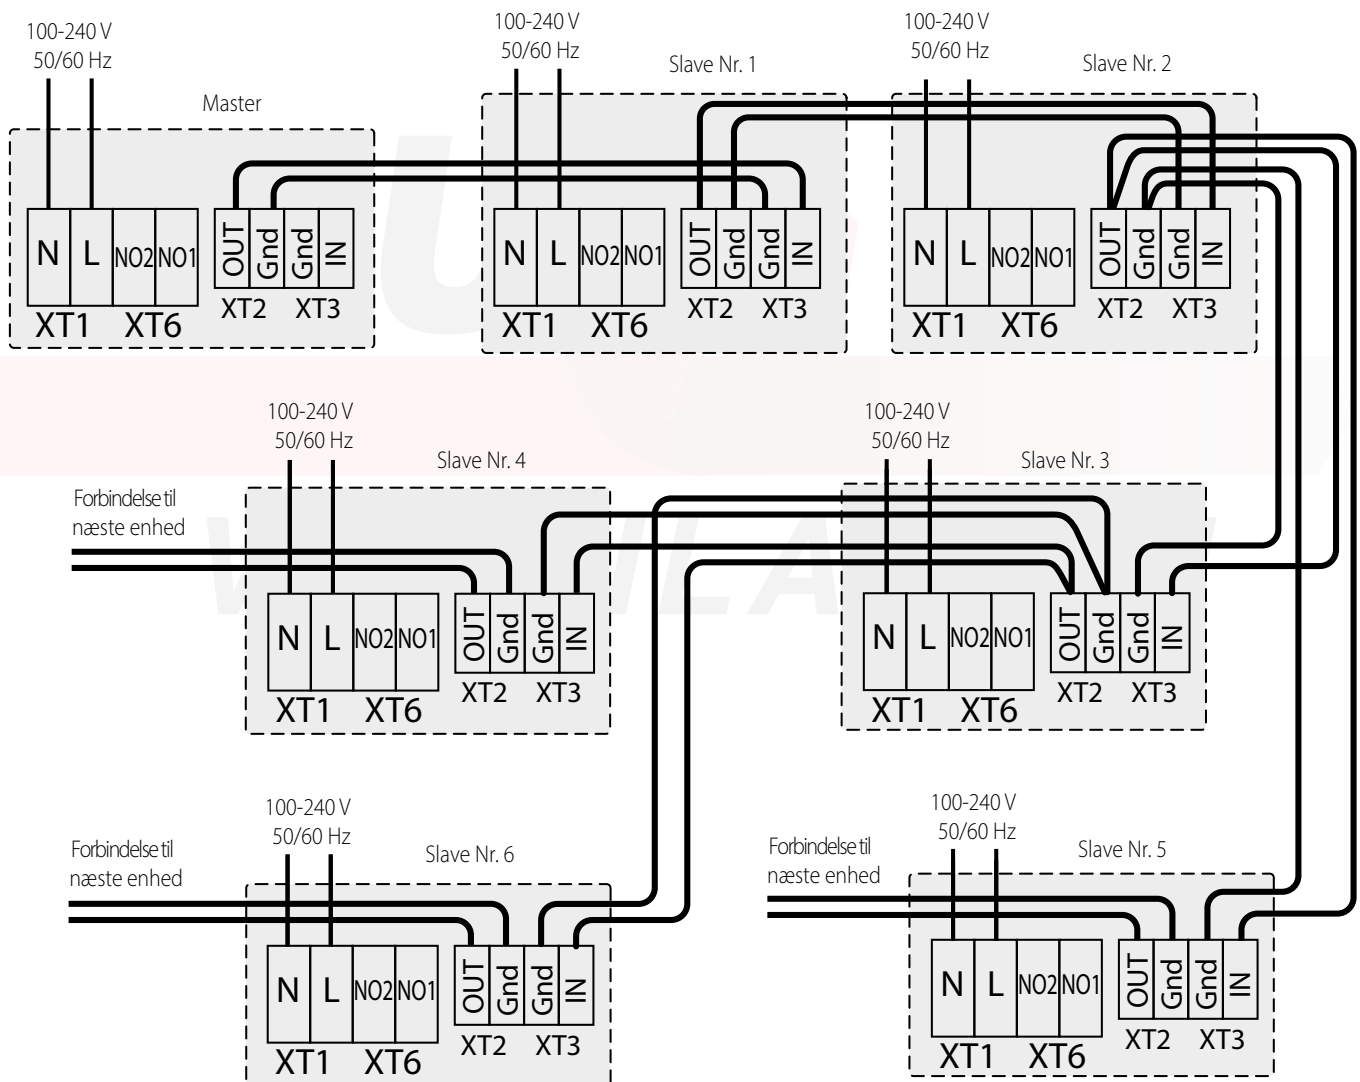 100-240 V
50/60 Hz
Master
N L NO2 NO1 OUT Gnd Gnd IN
XT1 XT6 XT2 XT3
100-240 V
50/60 Hz
Slave Nr. 1
N L NO2 NO1 OUT Gnd Gnd IN
XT1 XT6 XT2 XT3
100-240 V
50/60 Hz
Slave Nr. 2
N L NO2 NO1 OUT Gnd Gnd IN
XT1 XT6 XT2 XT3
100-240 V
50/60 Hz
Slave Nr. 4
Forbindelse til
næste enhed
N L NO2 NO1 OUT Gnd Gnd IN
XT1 XT6 XT2 XT3
100-240 V
50/60 Hz
Slave Nr. 3
N L NO2 NO1 OUT Gnd Gnd IN
XT1 XT6 XT2 XT3
100-240 V
50/60 Hz
Slave Nr. 6
Forbindelse til
næste enhed
N L NO2 NO1 OUT Gnd Gnd IN
XT1 XT6 XT2 XT3
100-240 V
50/60 Hz
Slave Nr. 5
Forbindelse til
næste enhed
N L NO2 NO1 OUT Gnd Gnd IN
XT1 XT6 XT2 XT3